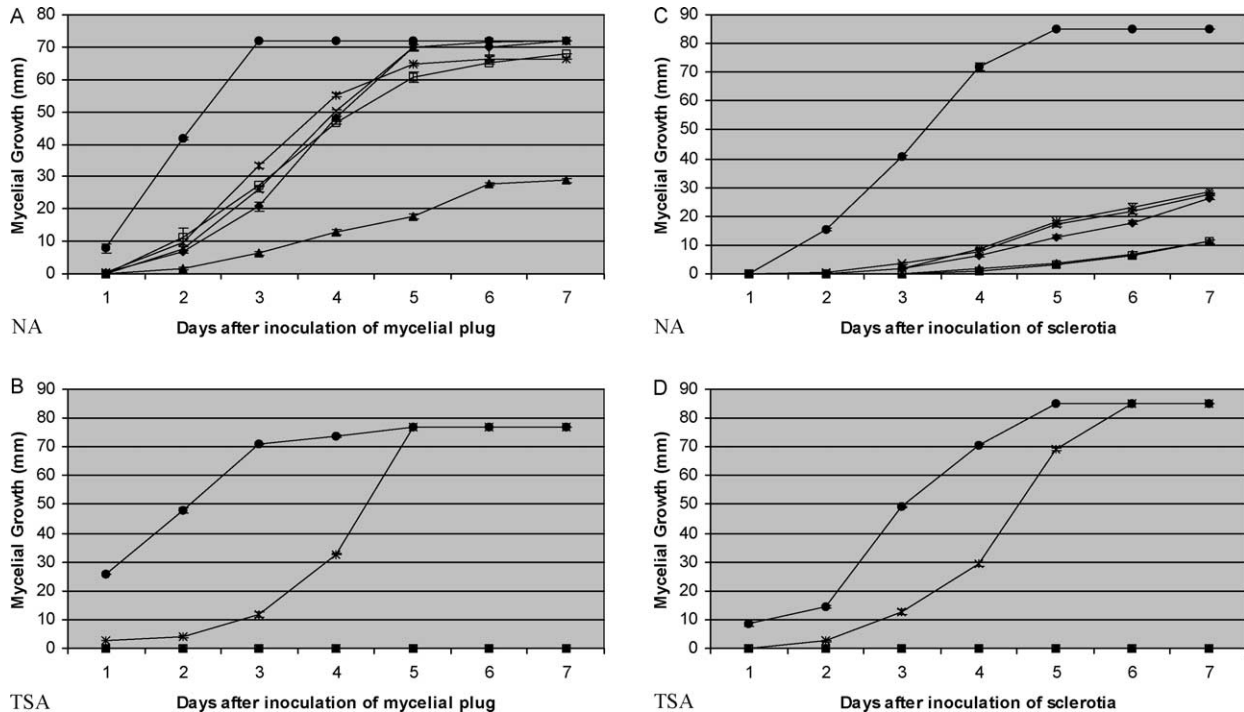 A
Mycelial Growth (mm)
80
70
60
50
40
30
20
10
0
1 2 3 4 5 6 7
NA
Days after inoculation of mycelial plug
C
Mycelial Growth (mm)
90
80
70
60
50
40
30
20
10
0
1 2 3 4 5 6 7
NA
Days after inoculation of sclerotia
B
Mycelial Growth (mm)
90
80
70
60
50
40
30
20
10
0
1 2 3 4 5 6 7
TSA
Days after inoculation of mycelial plug
D
Mycelial Growth (mm)
90
80
70
60
50
40
30
20
10
0
1 2 3 4 5 6 7
TSA
Days after inoculation of sclerotia